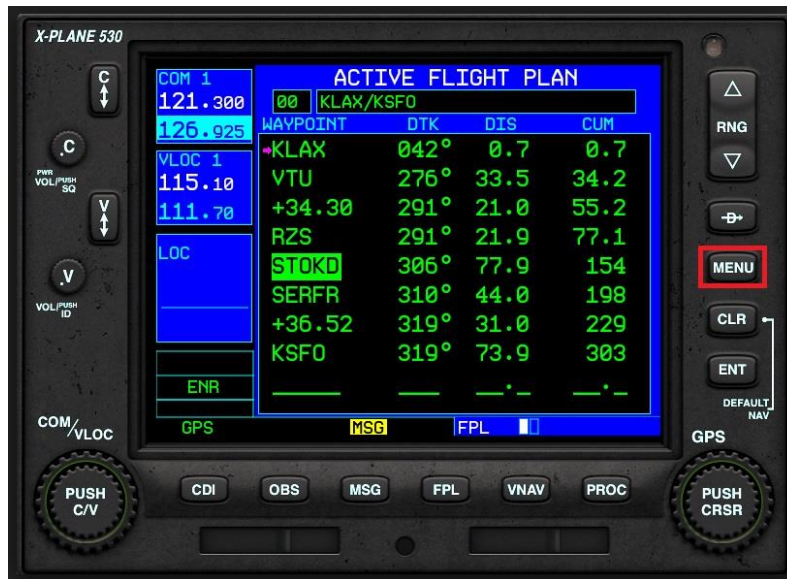 X-PLANE 530
C
.C
PWR
VOL/PUSH
SQ
V
.V
VOL/PUSH
ID
COM/VLOC
PUSH
C/V
COM 1
121.300
126.925
VLOC 1
115.10
111.70
LOC
ENR
GPS
ACTIVE FLIGHT PLAN
00 KLAX/KSFO
WAYPOINT DTK DIS CUM
KLAX 042° 0.7 0.7
VTU 276° 33.5 34.2
+34.30 291° 21.0 55.2
RZS 291° 21.9 77.1
STOKD 306° 77.9 154
SERFR 310° 44.0 198
+36.52 319° 31.0 229
KSFO 319° 73.9 303
_____ ___ __._ __._
MSG
FPL
CDI OBS MSG FPL VNAV PROC
RNG
D
MENU
CLR
ENT
DEFAULT
NAV
GPS
PUSH
CRSR